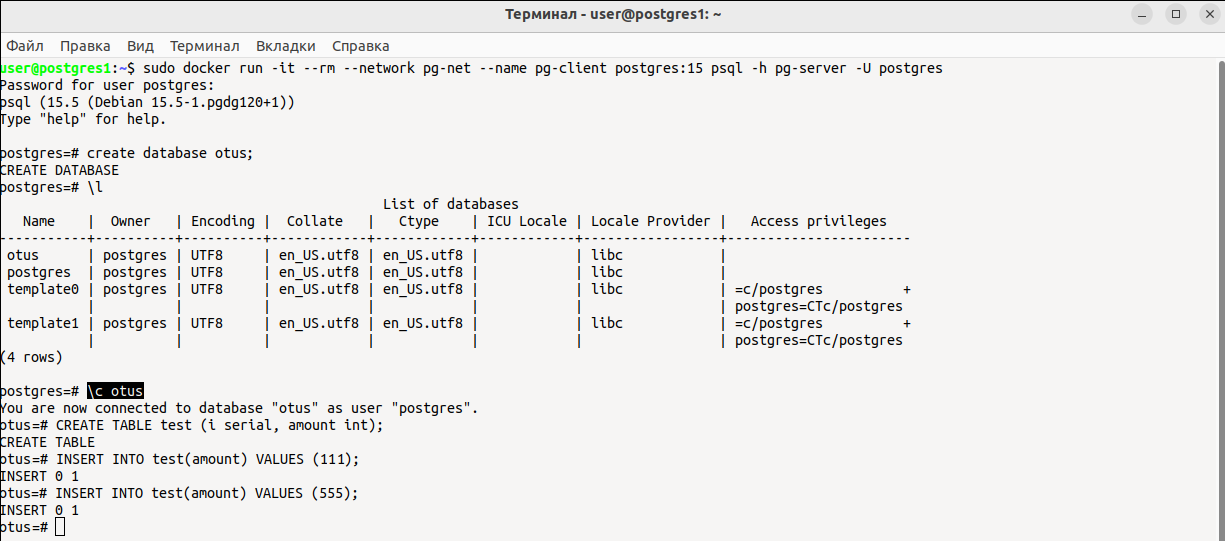 Терминал - user@postgres1: ~
Файл Правка Вид Терминал Вкладки Справка
user@postgres1:~$ sudo docker run -it --rm --network pg-net --name pg-client postgres:15 psql -h pg-server -U postgres
Password for user postgres:
psql (15.5 (Debian 15.5-1.pgdg120+1))
Type "help" for help.

postgres=# create database otus;
CREATE DATABASE
postgres=# \l
                                                List of databases
   Name    |  Owner   | Encoding |  Collate   |   Ctype    | ICU Locale | Locale Provider |   Access privileges
-----------+----------+----------+------------+------------+------------+-----------------+-----------------------
 otus      | postgres | UTF8     | en_US.utf8 | en_US.utf8 |            | libc            |
 postgres  | postgres | UTF8     | en_US.utf8 | en_US.utf8 |            | libc            |
 template0 | postgres | UTF8     | en_US.utf8 | en_US.utf8 |            | libc            | =c/postgres          +
           |          |          |            |            |            |                 | postgres=CTc/postgres
 template1 | postgres | UTF8     | en_US.utf8 | en_US.utf8 |            | libc            | =c/postgres          +
           |          |          |            |            |            |                 | postgres=CTc/postgres
(4 rows)

postgres=# \c otus
You are now connected to database "otus" as user "postgres".
otus=# CREATE TABLE test (i serial, amount int);
CREATE TABLE
otus=# INSERT INTO test(amount) VALUES (111);
INSERT 0 1
otus=# INSERT INTO test(amount) VALUES (555);
INSERT 0 1
otus=#